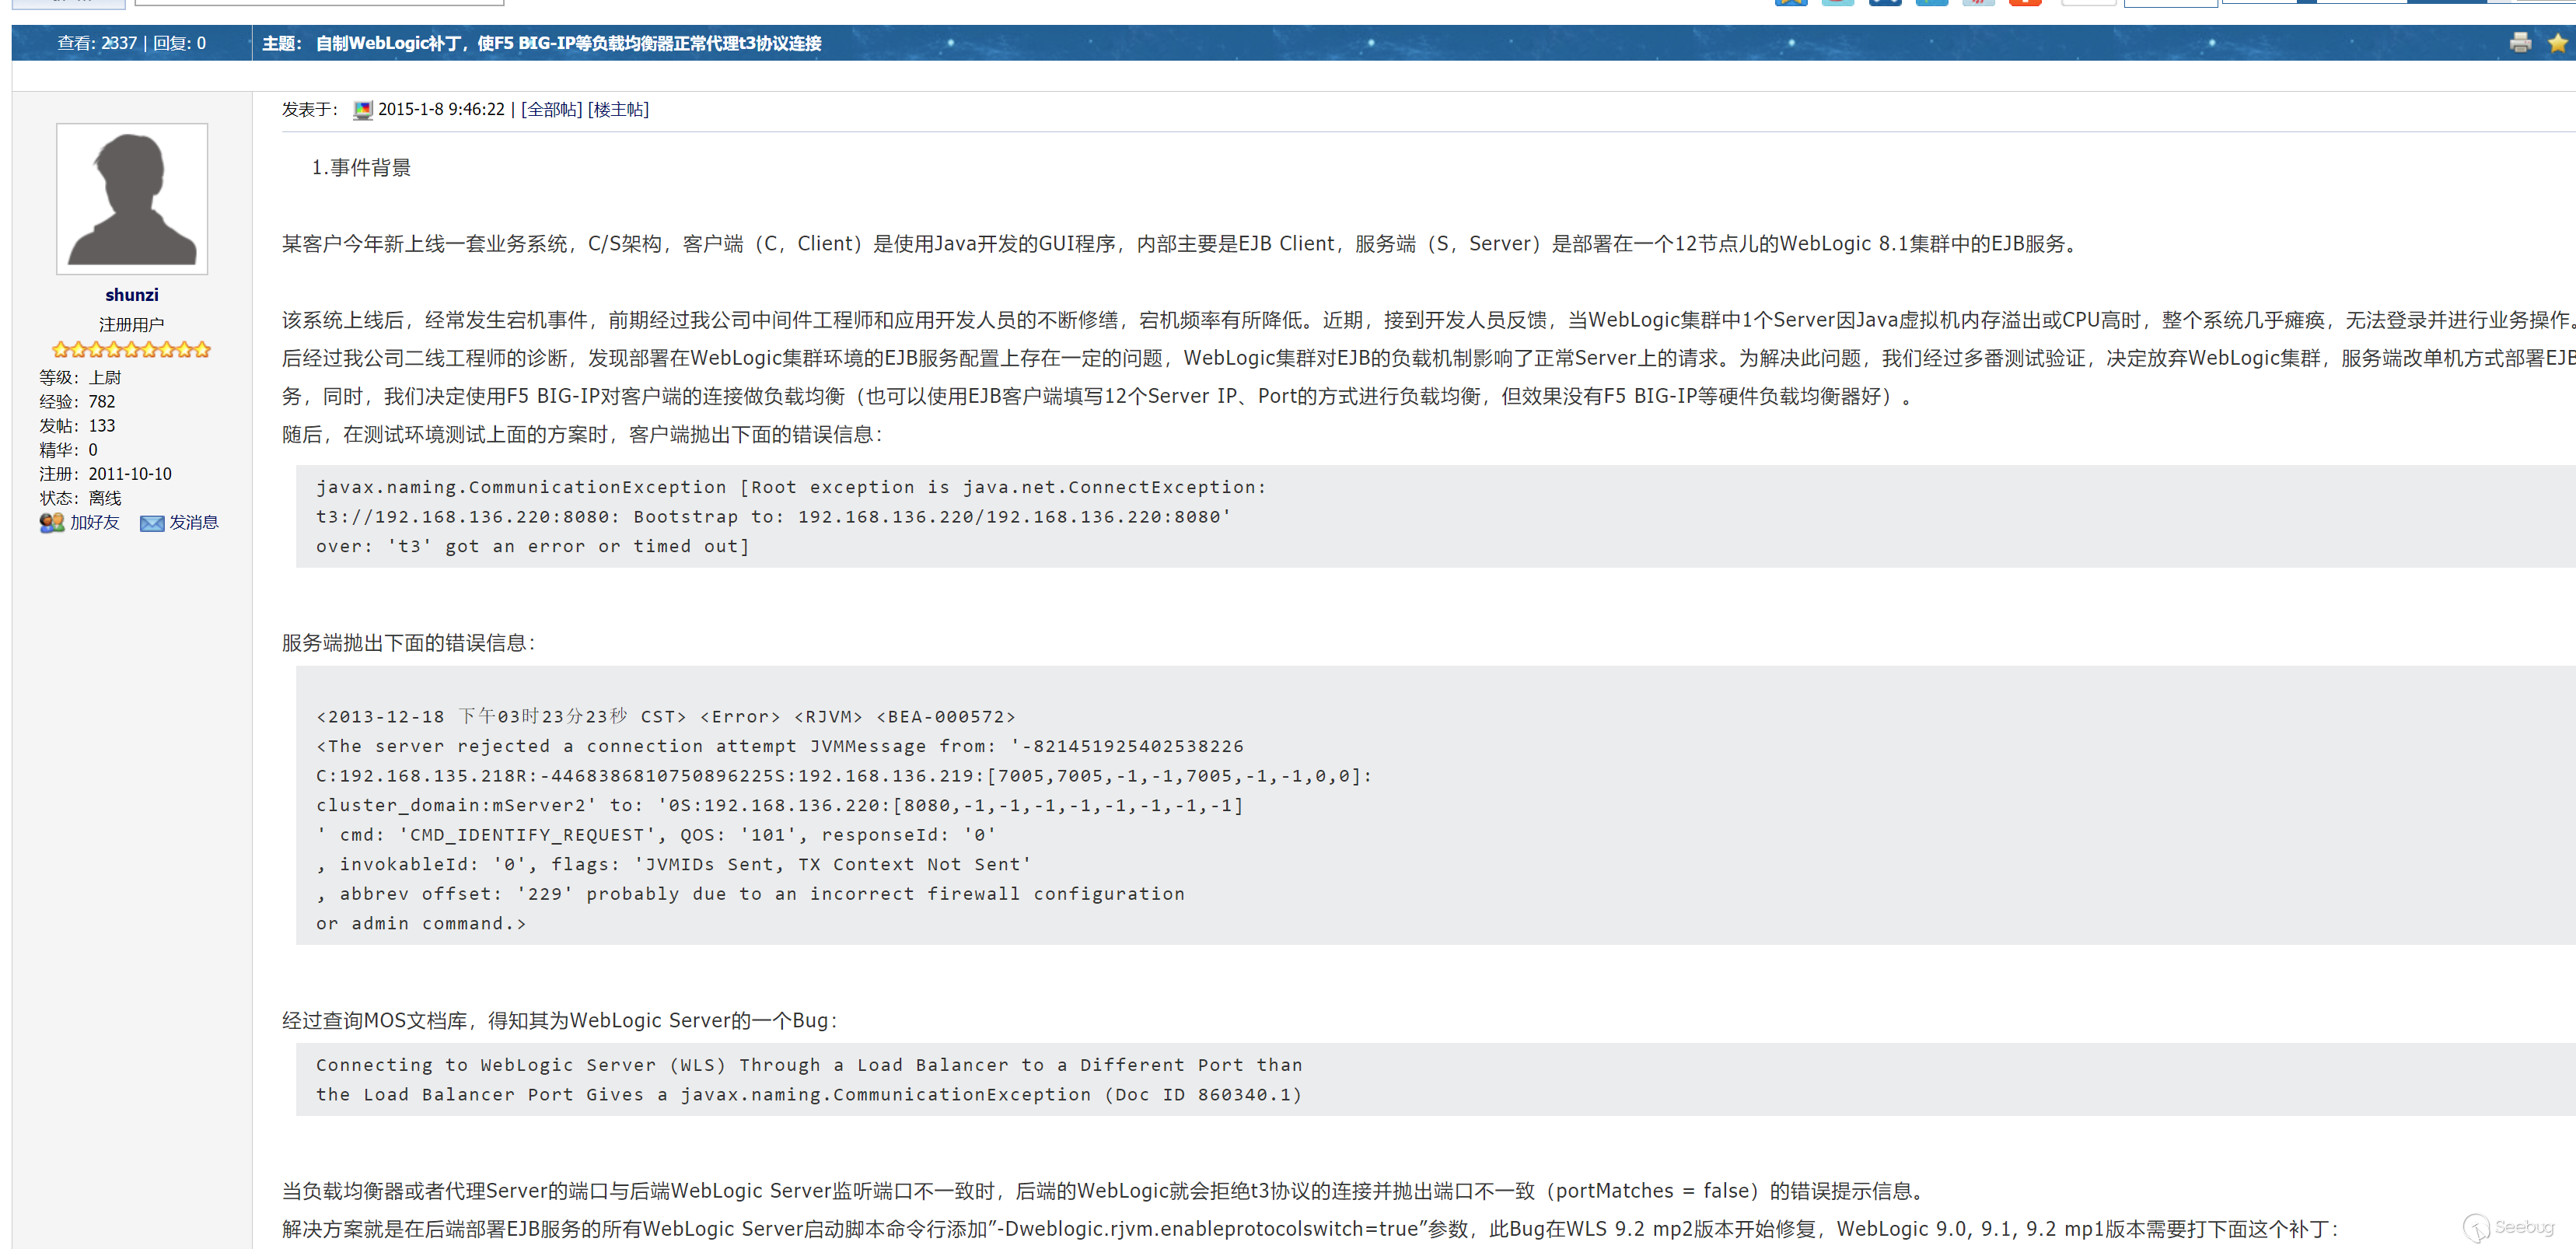 查看: 2337 | 回复: 0
主题： 自制WebLogic补丁，使F5 BIG-IP等负载均衡器正常代理t3协议连接
发表于： 2015-1-8 9:46:22 | [全部帖] [楼主帖]
shunzi
注册用户
等级：上尉
经验：782
发帖：133
精华：0
注册：2011-10-10
状态：离线
加好友 发消息
1.事件背景
某客户今年新上线一套业务系统，C/S架构，客户端（C，Client）是使用Java开发的GUI程序，内部主要是EJB Client，服务端（S，Server）是部署在一个12节点儿的WebLogic 8.1集群中的EJB服务。
该系统上线后，经常发生宕机事件，前期经过我公司中间件工程师和应用开发人员的不断修缮，宕机频率有所降低。近期，接到开发人员反馈，当WebLogic集群中1个Server因Java虚拟机内存溢出或CPU高时，整个系统几乎瘫痪，无法登录并进行业务操作。
后经过我公司二线工程师的诊断，发现部署在WebLogic集群环境的EJB服务配置上存在一定的问题，WebLogic集群对EJB的负载机制影响了正常Server上的请求。为解决此问题，我们经过多番测试验证，决定放弃WebLogic集群，服务端改单机方式部署EJB
务，同时，我们决定使用F5 BIG-IP对客户端的连接做负载均衡（也可以使用EJB客户端填写12个Server IP、Port的方式进行负载均衡，但效果没有F5 BIG-IP等硬件负载均衡器好）。
随后，在测试环境测试上面的方案时，客户端抛出下面的错误信息：
javax.naming.CommunicationException [Root exception is java.net.ConnectException:
t3://192.168.136.220:8080: Bootstrap to: 192.168.136.220/192.168.136.220:8080'
over: 't3' got an error or timed out]
服务端抛出下面的错误信息：
<2013-12-18 下午03时23分23秒 CST> <Error> <RJVM> <BEA-000572>
<The server rejected a connection attempt JVMMessage from: '-821451925402538226
C:192.168.135.218R:-4468386810750896225S:192.168.136.219:[7005,7005,-1,-1,7005,-1,-1,0,0]:
cluster_domain:mServer2' to: '0S:192.168.136.220:[8080,-1,-1,-1,-1,-1,-1,-1,-1]
' cmd: 'CMD_IDENTIFY_REQUEST', QOS: '101', responseId: '0'
, invokableId: '0', flags: 'JVMIDs Sent, TX Context Not Sent'
, abbrev offset: '229' probably due to an incorrect firewall configuration
or admin command.>
经过查询MOS文档库，得知其为WebLogic Server的一个Bug：
Connecting to WebLogic Server (WLS) Through a Load Balancer to a Different Port than
the Load Balancer Port Gives a javax.naming.CommunicationException (Doc ID 860340.1)
当负载均衡器或者代理Server的端口与后端WebLogic Server监听端口不一致时，后端的WebLogic就会拒绝t3协议的连接并抛出端口不一致（portMatches = false）的错误提示信息。
解决方案就是在后端部署EJB服务的所有WebLogic Server启动脚本命令行添加”-Dweblogic.rjvm.enableprotocolswitch=true”参数，此Bug在WLS 9.2 mp2版本开始修复，WebLogic 9.0, 9.1, 9.2 mp1版本需要打下面这个补丁：
Seebug